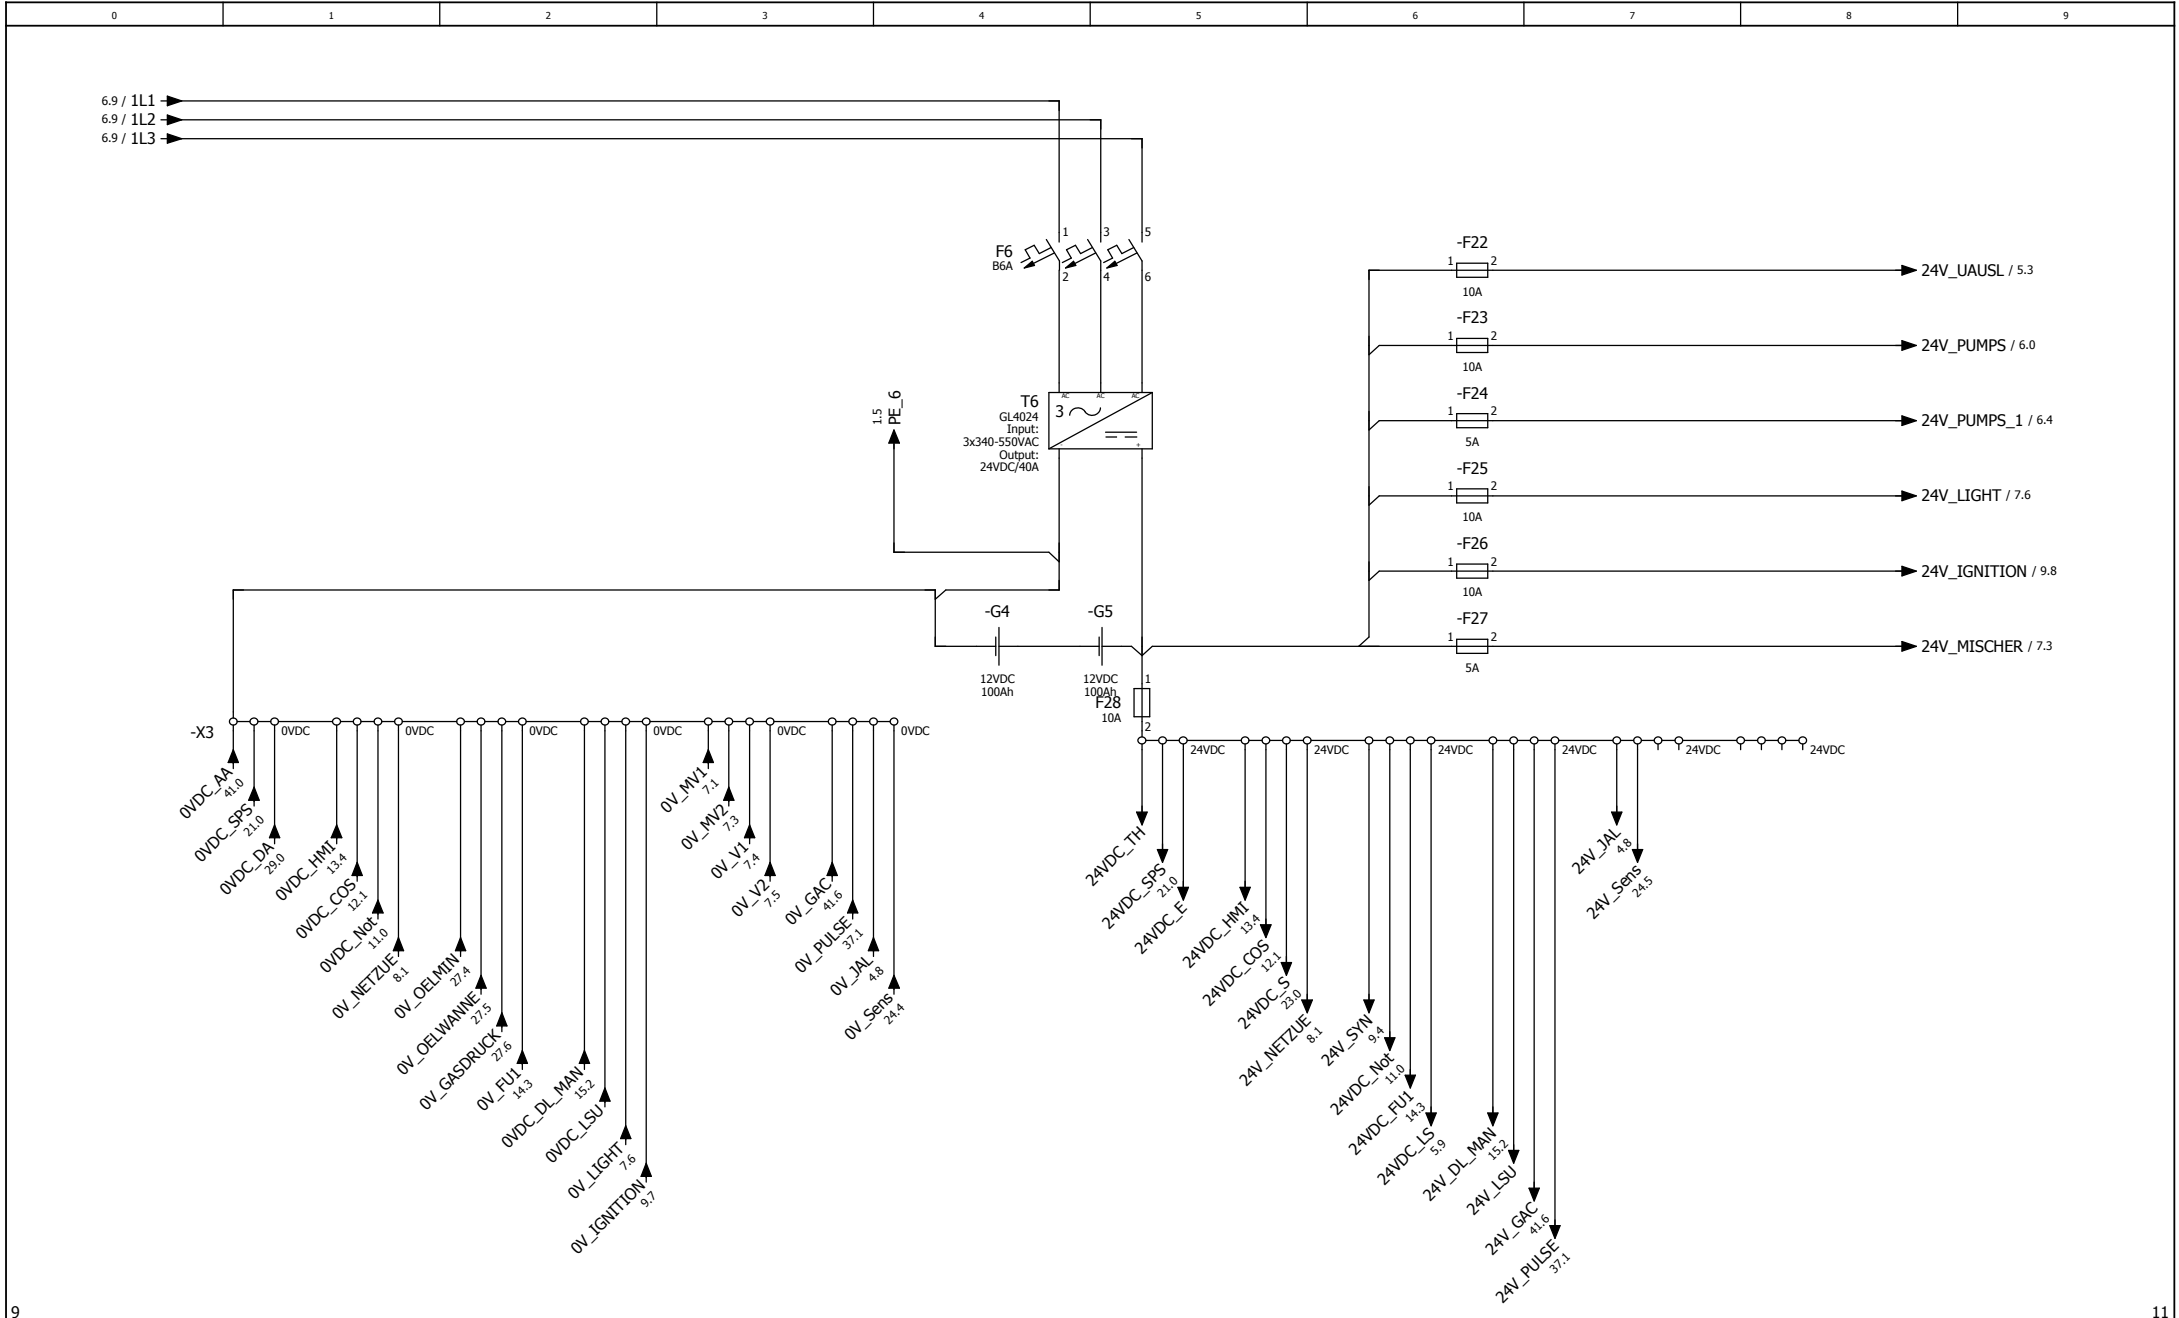 0 1 2 3 4 5 6 7 8 9
6.9 / 1L1
6.9 / 1L2
6.9 / 1L3
F6
B6A
1 3 5
2 4 6
-F22
1 2
10A
24V_UAUSL / 5.3
-F23
1 2
10A
24V_PUMPS / 6.0
-F24
1 2
5A
24V_PUMPS_1 / 6.4
-F25
1 2
10A
24V_LIGHT / 7.6
-F26
1 2
10A
24V_IGNITION / 9.8
-F27
1 2
5A
24V_MISCHER / 7.3
1.5
PE_6
T6
GL4024
Input:
3x340-550VAC
Output:
24VDC/40A
AC AC AC
3
- +
-G4
12VDC
100Ah
-G5
12VDC
100Ah
F28
10A
1
2
-X3
0VDC 0VDC 0VDC 0VDC 0VDC 0VDC
0VDC_AA
41.0
0VDC_SPS
21.0
0VDC_DA
29.0
0VDC_HMI
13.4
0VDC_COS
12.1
0VDC_Not
11.0
0V_NETZUE
8.1
0V_OELMIN
27.4
0V_OELWANNE
27.5
0V_GASDRUCK
27.6
0V_FU1
14.3
0VDC_DL_MAN
15.2
0VDC_LSU
0V_LIGHT
7.6
0V_IGNITION
9.7
0V_MV1
7.1
0V_MV2
7.3
0V_V1
7.4
0V_V2
7.5
0V_GAC
41.6
0V_PULSE
37.1
0V_JAL
4.8
0V_Sens
24.4
24VDC 24VDC 24VDC 24VDC 24VDC 24VDC
24VDC_TH
24VDC_SPS
21.0
24VDC_E
24VDC_HMI
13.4
24VDC_COS
12.1
24VDC_S
23.0
24V_NETZUE
8.1
24V_SYN
9.4
24VDC_Not
11.0
24VDC_FU1
14.3
24VDC_LS
5.9
24V_DL_MAN
15.2
24V_LSU
24V_GAC
41.6
24V_PULSE
37.1
24V_JAL
4.8
24V_Sens
24.5
9
11